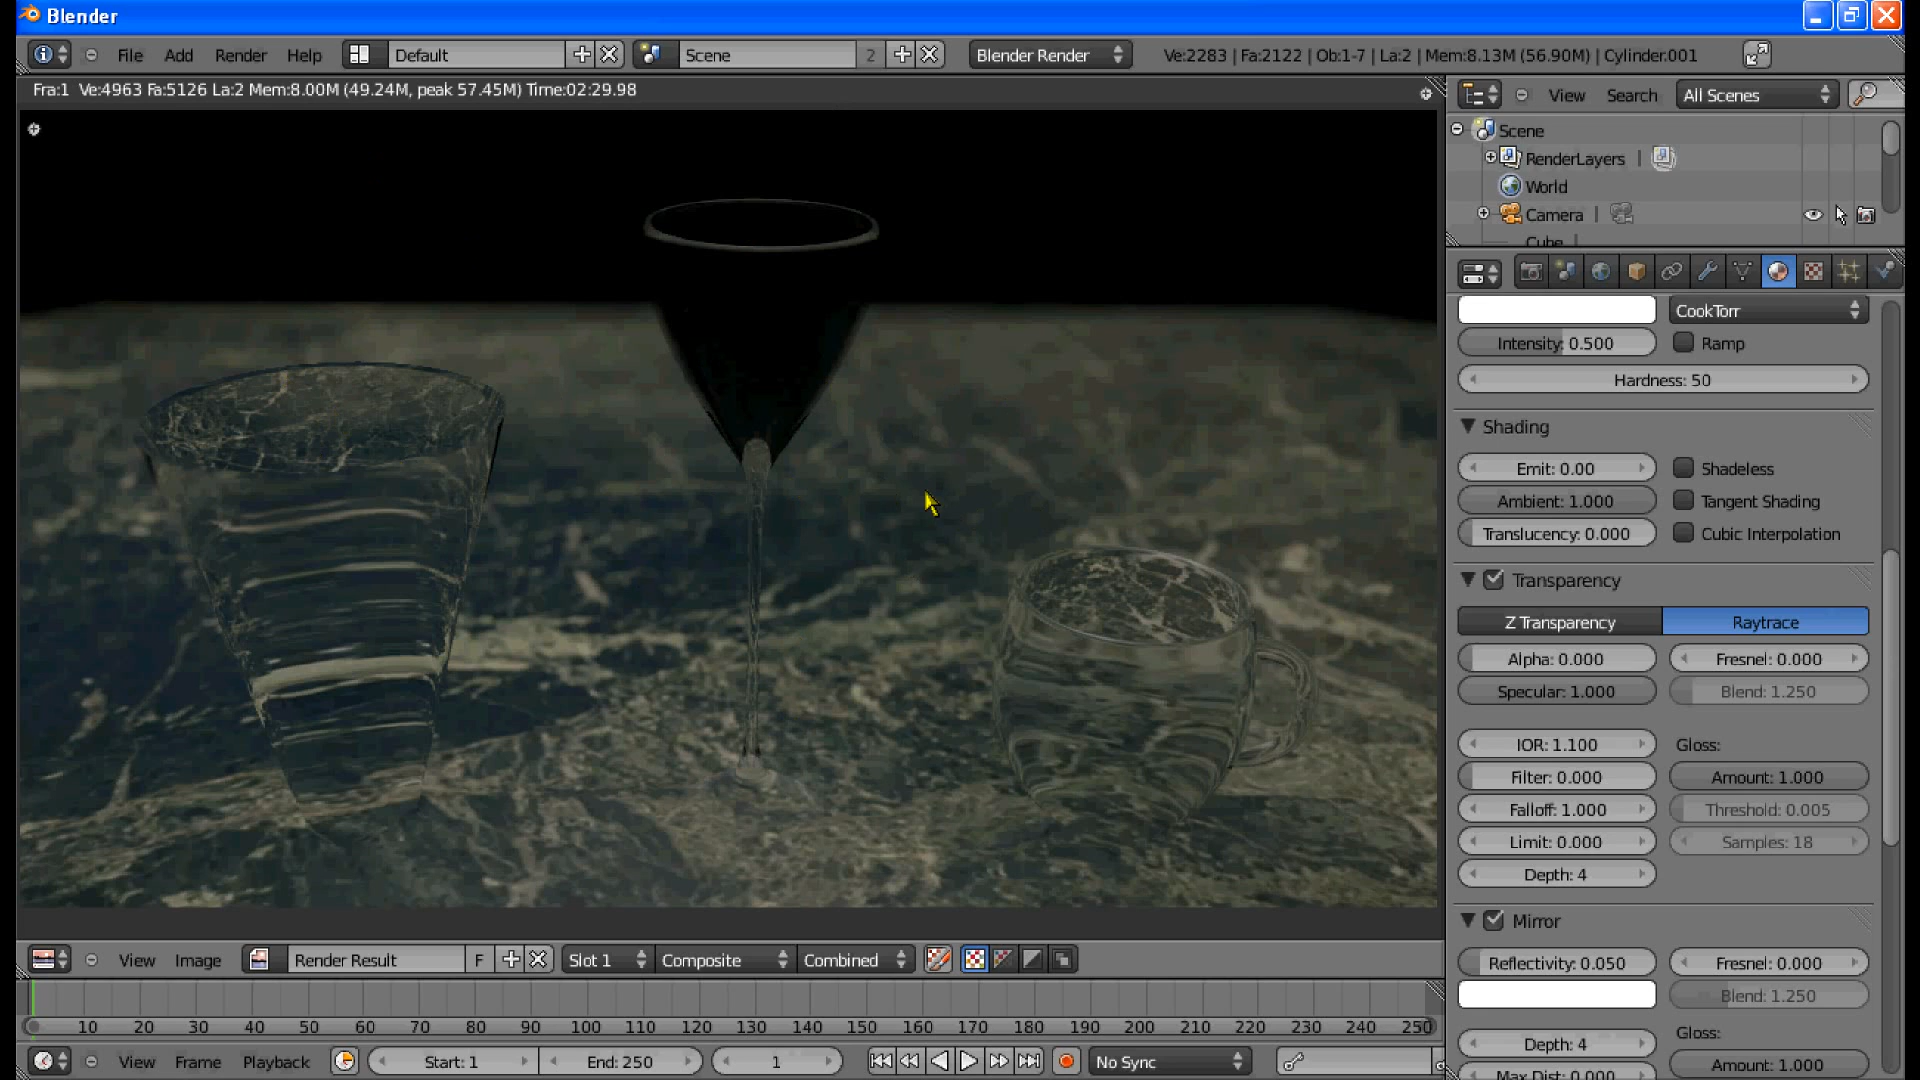 Blender
File Add Render Help Default Scene 2 Blender Render Ve:2283 | Fa:2122 | Ob:1-7 | La:2 | Mem:8.13M (56.90M) | Cylinder.001
Fra:1 Ve:4963 Fa:5126 La:2 Mem:8.00M (49.24M, peak 57.45M) Time:02:29.98
View Search All Scenes
Scene
RenderLayers |
World
Camera |
Cube |
CookTorr
Intensity: 0.500 Ramp
Hardness: 50
Shading
Emit: 0.00 Shadeless
Ambient: 1.000 Tangent Shading
Translucency: 0.000 Cubic Interpolation
Transparency
Z Transparency Raytrace
Alpha: 0.000 Fresnel: 0.000
Specular: 1.000 Blend: 1.250
IOR: 1.100 Gloss:
Filter: 0.000 Amount: 1.000
Falloff: 1.000 Threshold: 0.005
Limit: 0.000 Samples: 18
Depth: 4
Mirror
Reflectivity: 0.050 Fresnel: 0.000
Blend: 1.250
Gloss:
Depth: 4
Amount: 1.000
Max Dist: 0.000
View Image Render Result F Slot 1 Composite Combined
10 20 30 40 50 60 70 80 90 100 110 120 130 140 150 160 170 180 190 200 210 220 230 240 250
View Frame Playback Start: 1 End: 250 1 No Sync